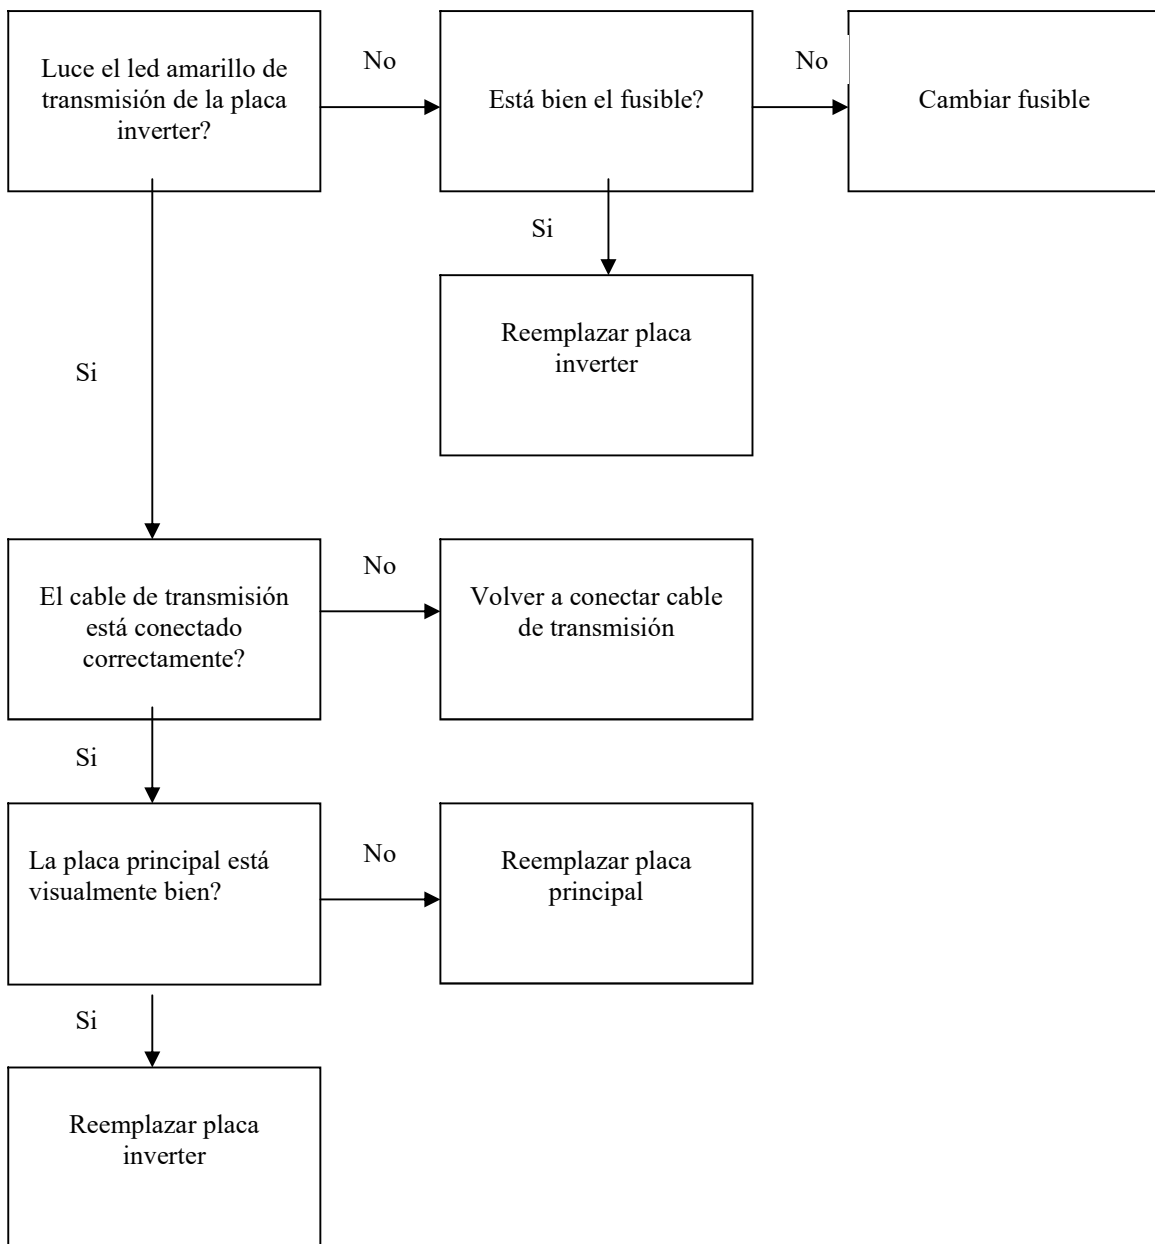 Luce el led amarillo de
transmisión de la placa
inverter?
No
Está bien el fusible?
No
Cambiar fusible
Si
Reemplazar placa
inverter
Si
El cable de transmisión
está conectado
correctamente?
No
Volver a conectar cable
de transmisión
Si
La placa principal está
visualmente bien?
No
Reemplazar placa
principal
Si
Reemplazar placa
inverter